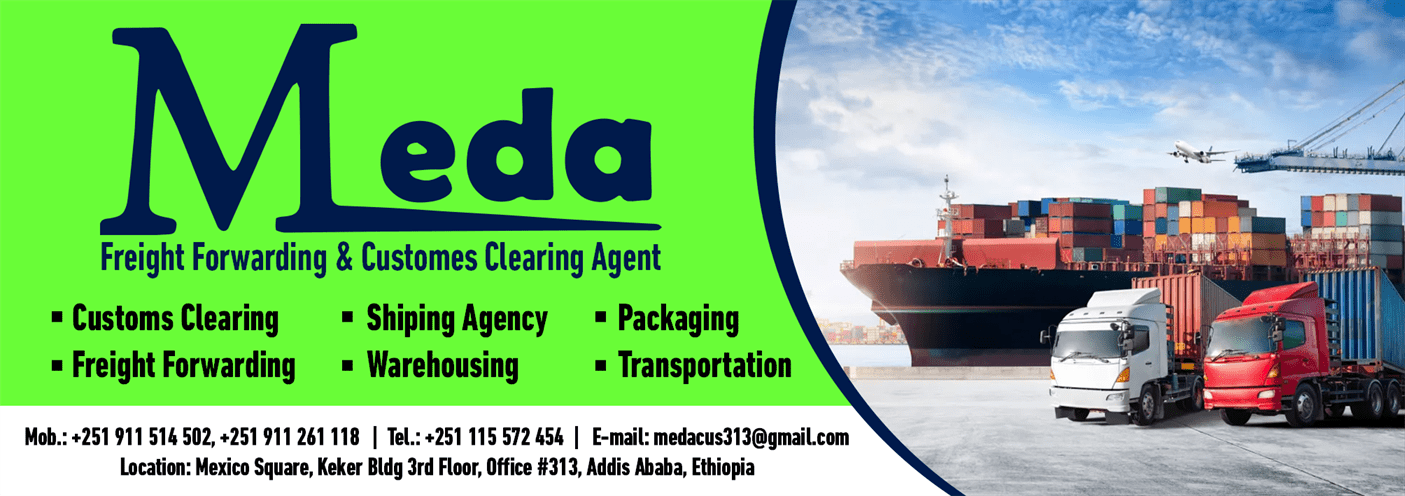 Meda
Freight Forwarding & Customes Clearing Agent
▪ Customs Clearing ▪ Shiping Agency ▪ Packaging
▪ Freight Forwarding ▪ Warehousing ▪ Transportation
Mob.: +251 911 514 502, +251 911 261 118 | Tel.: +251 115 572 454 | E-mail: medacus313@gmail.com
Location: Mexico Square, Keker Bldg 3rd Floor, Office #313, Addis Ababa, Ethiopia